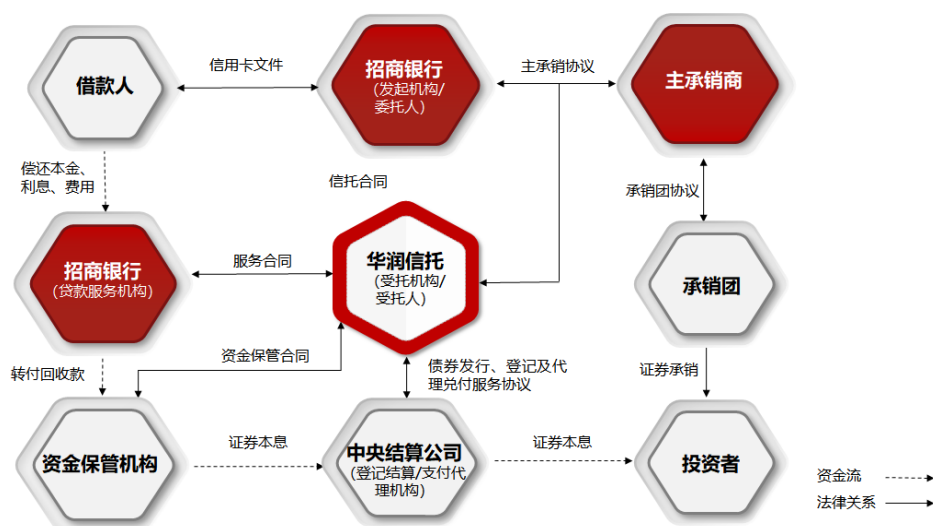 借款人
信用卡文件
招商银行
(发起机构/
委托人)
主承销协议
主承销商
偿还本金、
利息、费用
信托合同
承销团协议
招商银行
(贷款服务机构)
服务合同
华润信托
(受托机构/
受托人)
承销团
转付回收款
资金保管合同
债券发行、登记及代
理兑付服务协议
证券承销
资金保管机构
证券本息
中央结算公司
(登记结算/支付代
理机构)
证券本息
投资者
资金流
法律关系